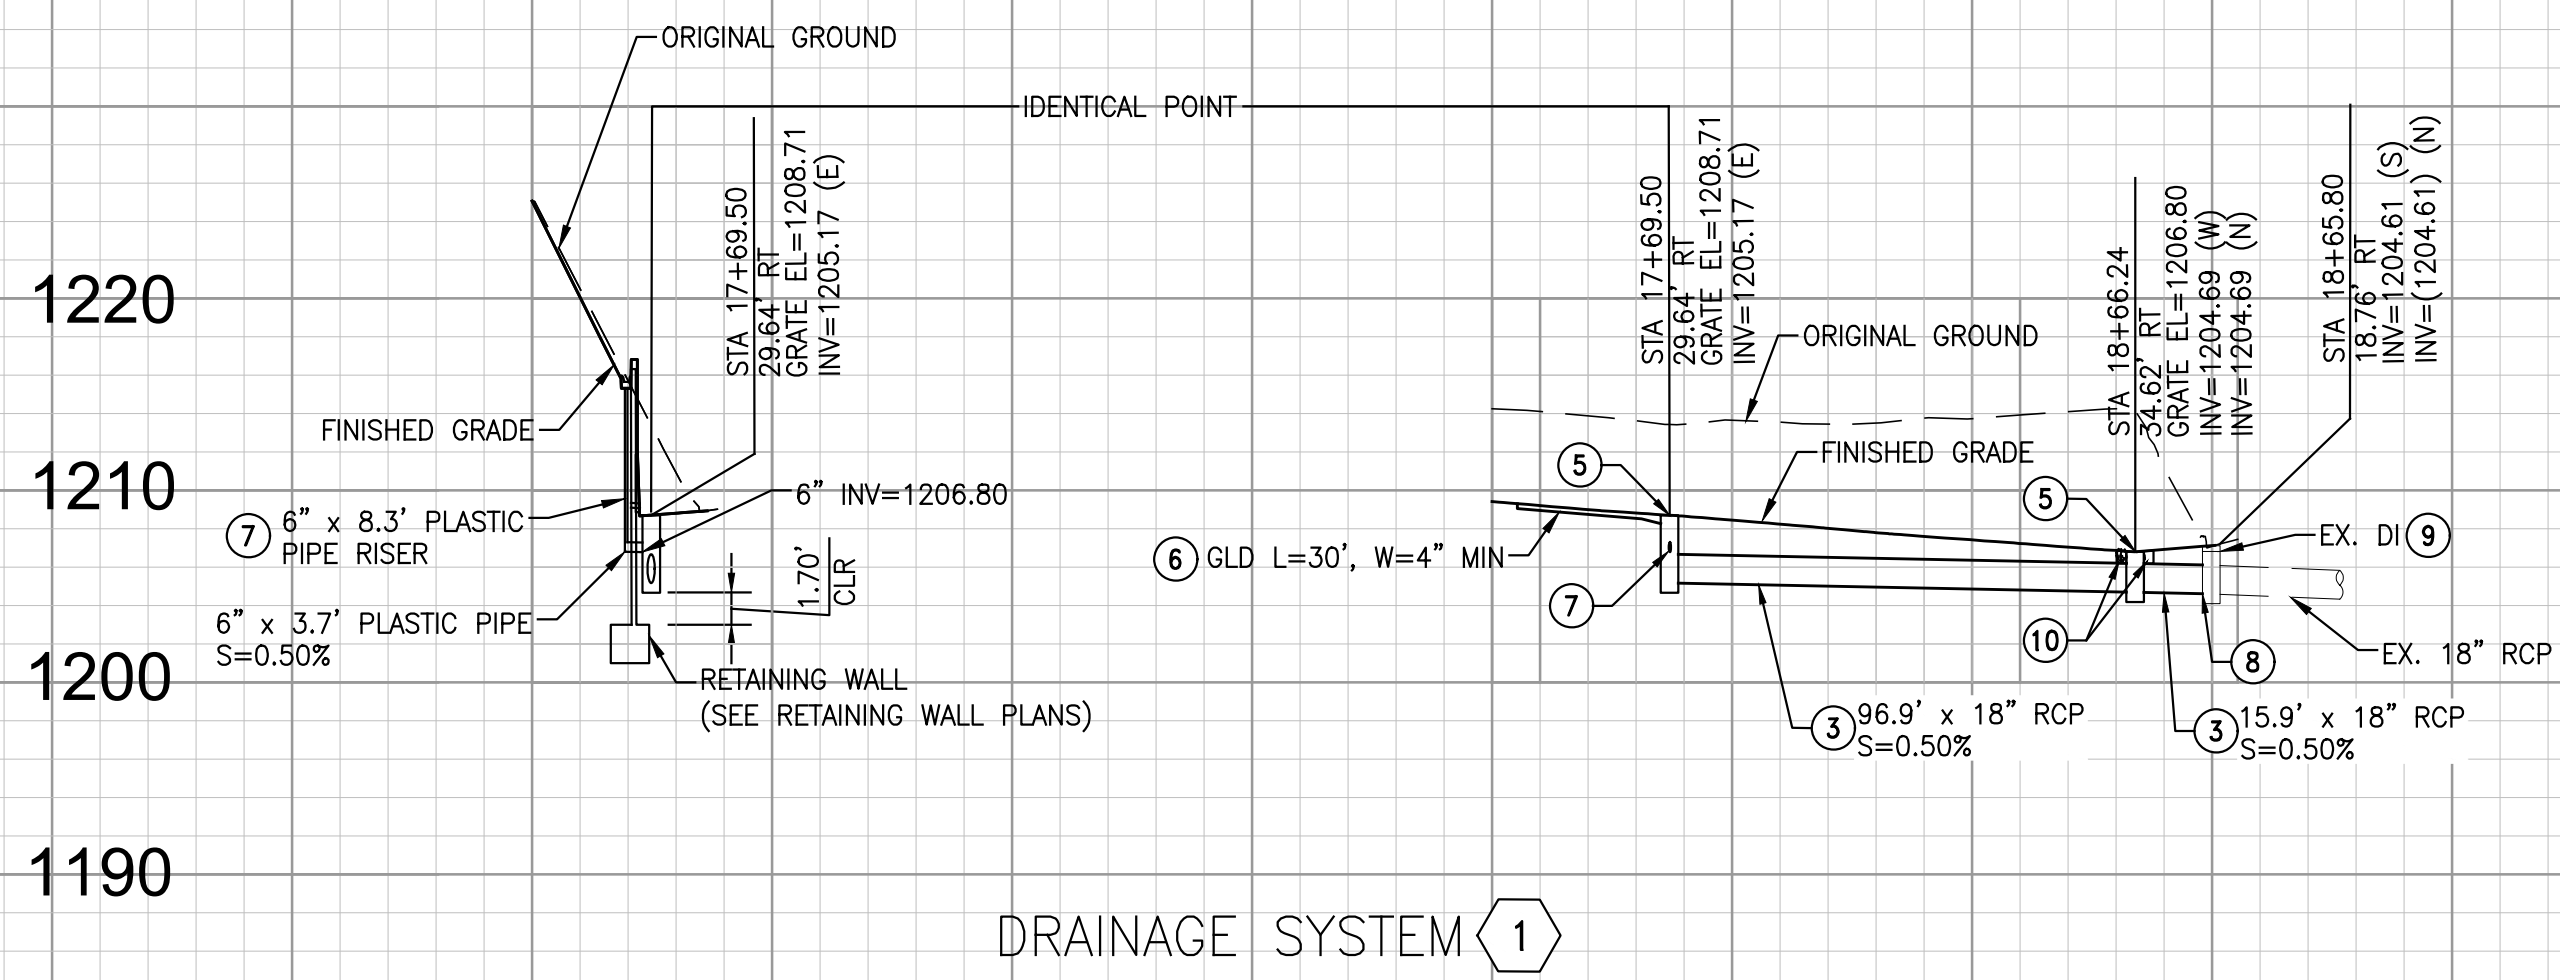 ORIGINAL GROUND
IDENTICAL POINT
STA 17+69.50
29.64' RT
GRATE EL=1208.71
INV=1205.17 (E)
STA 17+69.50
29.64' RT
GRATE EL=1208.71
INV=1205.17 (E)
STA 18+66.24
34.62' RT
GRATE EL=1206.80
INV=1204.69 (W)
INV=1204.69 (N)
STA 18+65.80
18.76' RT
INV=1204.61 (S)
INV=(1204.61) (N)
1220
ORIGINAL GROUND
FINISHED GRADE
FINISHED GRADE
5
1210
6" INV=1206.80
5
7 6" x 8.3' PLASTIC
PIPE RISER
EX. DI 9
6 GLD L=30', W=4" MIN
1.70'
CLR
7
6" x 3.7' PLASTIC PIPE
S=0.50%
10
8
EX. 18" RCP
1200
RETAINING WALL
(SEE RETAINING WALL PLANS)
3 96.9' x 18" RCP
S=0.50%
3 15.9' x 18" RCP
S=0.50%
1190
DRAINAGE SYSTEM 1